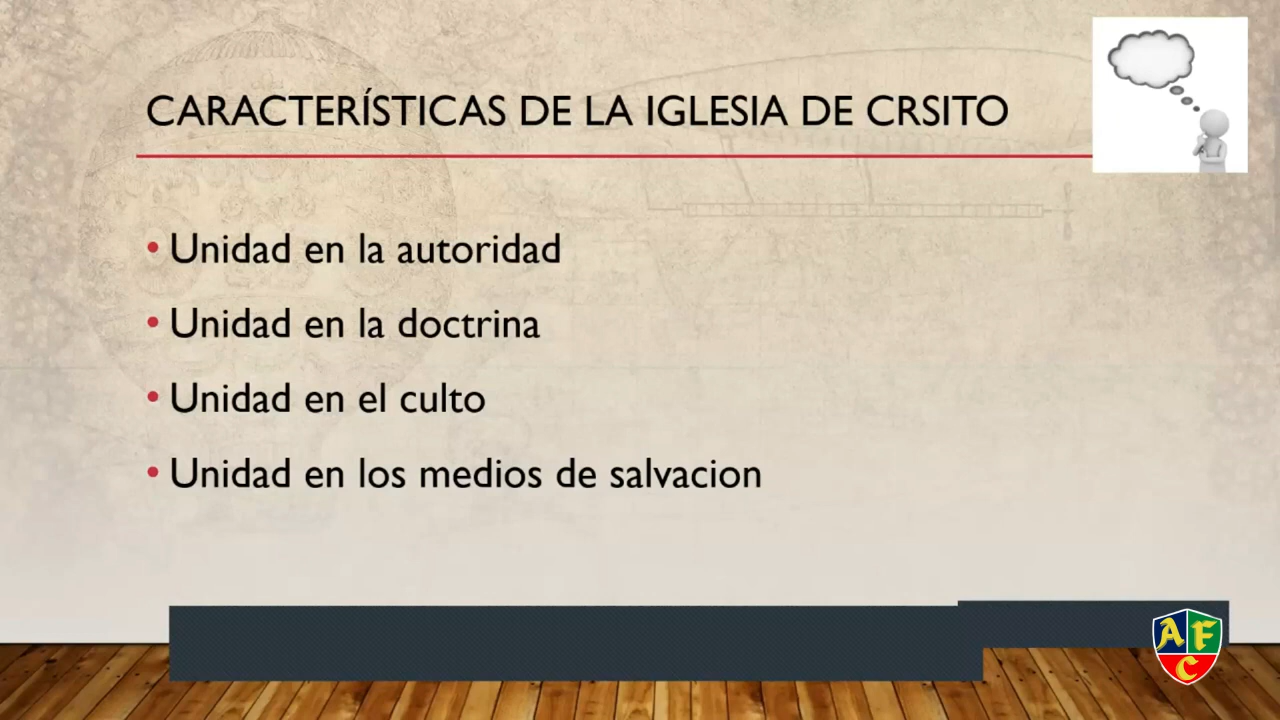 CARACTERÍSTICAS DE LA IGLESIA DE CRSITO
• Unidad en la autoridad
• Unidad en la doctrina
• Unidad en el culto
• Unidad en los medios de salvacion
A F
C